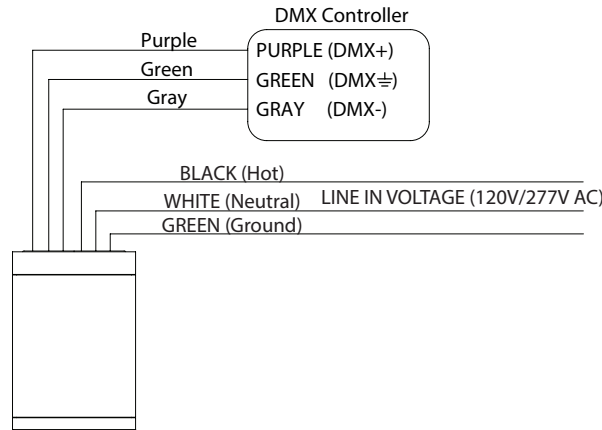 DMX Controller
Purple
PURPLE (DMX+)
Green
GREEN (DMX⏚)
Gray
GRAY (DMX-)
BLACK (Hot)
WHITE (Neutral)
LINE IN VOLTAGE (120V/277V AC)
GREEN (Ground)